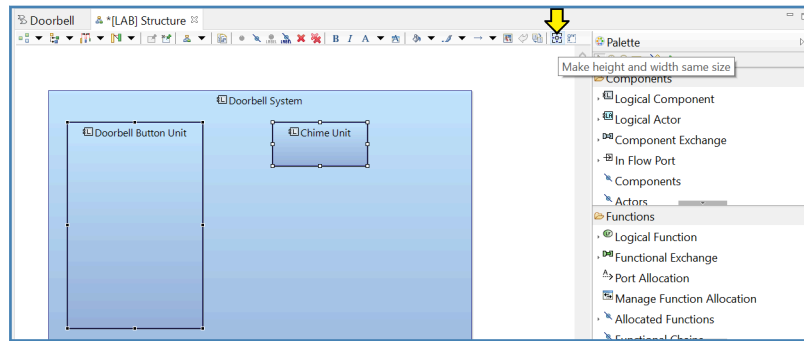 Doorbell
*[LAB] Structure
B I A
Palette
Make height and width same size
Components
Doorbell System
Logical Component
Doorbell Button Unit
Chime Unit
Logical Actor
Component Exchange
In Flow Port
Components
Actors
Functions
Logical Function
Functional Exchange
Port Allocation
Manage Function Allocation
Allocated Functions
Functional Chains